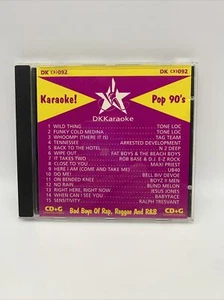 DK CXD092 DK CXD092
Karaoke! Pop 90's
DKKaraoke
1 WILD THING TONE LOC
2 FUNKY COLD MEDINA TONE LOC
3 WHOOMP! (THERE IT IS) TAG TEAM
4 TENNESSEE ARRESTED DEVELOPMENT
5 BACK TO THE HOTEL N 2 DEEP
6 WIPE OUT FAT BOYS & THE BEACH BOYS
7 IT TAKES TWO ROB BASE & D.J. E-Z ROCK
8 CLOSE TO YOU MAXI PRIEST
9 HERE I AM (COME AND TAKE ME) UB40
10 DO ME! BELL BIV DEVOE
11 ON BENDED KNEE BOYZ II MEN
12 NO RAIN BLIND MELON
13 RIGHT HERE, RIGHT NOW JESUS JONES
14 WHEN CAN I SEE YOU BABYFACE
15 SENSITIVITY RALPH TRESVANT
CD+G Bad Boys Of Rap, Reggae And R&B CD+G